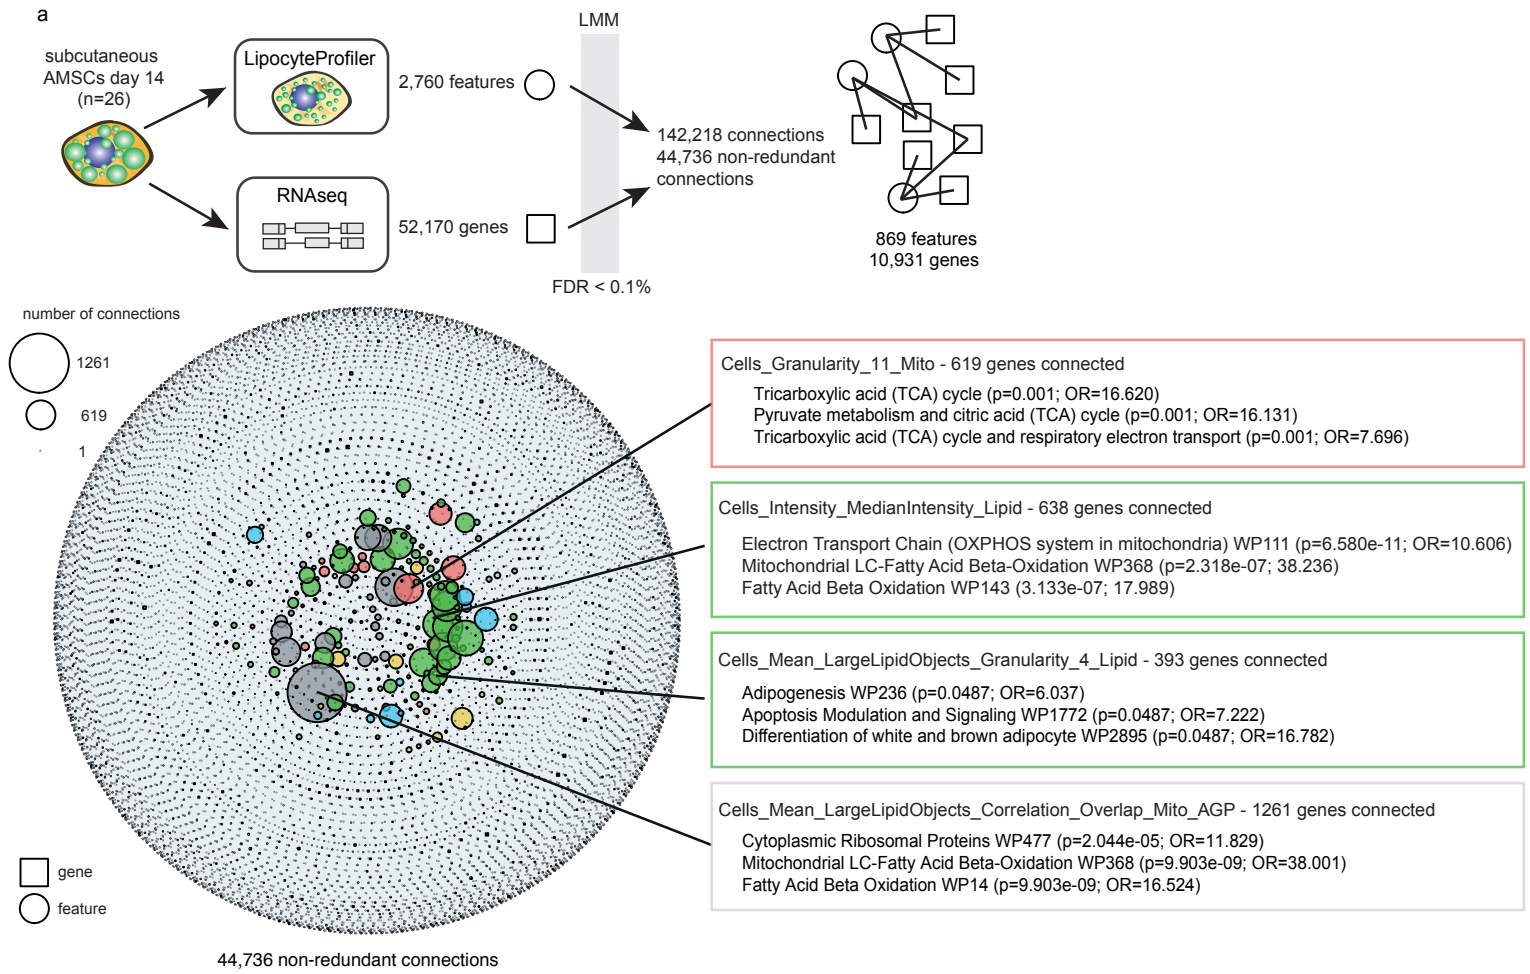 a
subcutaneous
AMSCs day 14
(n=26)
LipocyteProfiler
2,760 features
RNAseq
52,170 genes
LMM
FDR < 0.1%
142,218 connections
44,736 non-redundant
connections
869 features
10,931 genes
number of connections
1261
619
1
Cells_Granularity_11_Mito - 619 genes connected
Tricarboxylic acid (TCA) cycle (p=0.001; OR=16.620)
Pyruvate metabolism and citric acid (TCA) cycle (p=0.001; OR=16.131)
Tricarboxylic acid (TCA) cycle and respiratory electron transport (p=0.001; OR=7.696)
Cells_Intensity_MedianIntensity_Lipid - 638 genes connected
Electron Transport Chain (OXPHOS system in mitochondria) WP111 (p=6.580e-11; OR=10.606)
Mitochondrial LC-Fatty Acid Beta-Oxidation WP368 (p=2.318e-07; 38.236)
Fatty Acid Beta Oxidation WP143 (3.133e-07; 17.989)
Cells_Mean_LargeLipidObjects_Granularity_4_Lipid - 393 genes connected
Adipogenesis WP236 (p=0.0487; OR=6.037)
Apoptosis Modulation and Signaling WP1772 (p=0.0487; OR=7.222)
Differentiation of white and brown adipocyte WP2895 (p=0.0487; OR=16.782)
Cells_Mean_LargeLipidObjects_Correlation_Overlap_Mito_AGP - 1261 genes connected
Cytoplasmic Ribosomal Proteins WP477 (p=2.044e-05; OR=11.829)
Mitochondrial LC-Fatty Acid Beta-Oxidation WP368 (p=9.903e-09; OR=38.001)
Fatty Acid Beta Oxidation WP14 (p=9.903e-09; OR=16.524)
gene
feature
44,736 non-redundant connections